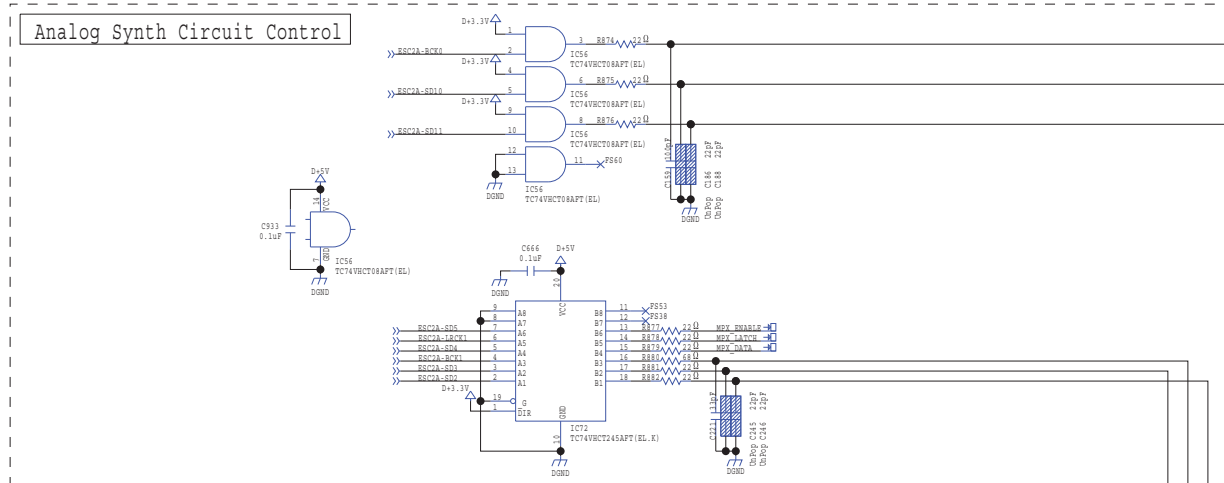 Analog Synth Circuit Control
D+3.3V
1
3
R874
22Ω
ESC2A-BCK0
2
IC56
TC74VHCT08AFT(EL)
D+3.3V
4
6
R875
22Ω
ESC2A-SD10
5
IC56
TC74VHCT08AFT(EL)
D+3.3V
9
8
R876
22Ω
ESC2A-SD11
10
IC56
TC74VHCT08AFT(EL)
12
11
FS60
13
DGND
IC56
TC74VHCT08AFT(EL)
C159 100pF
UnPop C186 22pF
UnPop C188 22pF
DGND
D+5V
14
VCC
C933
0.1uF
7
GND
IC56
TC74VHCT08AFT(EL)
DGND
C666
0.1uF
D+5V
DGND
20
VCC
9 A8 B8 11 FS53
8 A7 B7 12 FS38
ESC2A-SD5 7 A6 B6 13 R877 22Ω MPX_ENABLE
ESC2A-LRCK1 6 A5 B5 14 R878 22Ω MPX_LATCH
ESC2A-SD4 5 A4 B4 15 R879 22Ω MPX_DATA
ESC2A-BCK1 4 A3 B3 16 R880 68Ω
ESC2A-SD3 3 A2 B2 17 R881 22Ω
ESC2A-SD2 2 A1 B1 18 R882 22Ω
D+3.3V
19 G
1 DIR
GND
10
IC72
TC74VHCT245AFT(EL.K)
DGND
C221 33pF
UnPop C245 22pF
UnPop C246 22pF
DGND